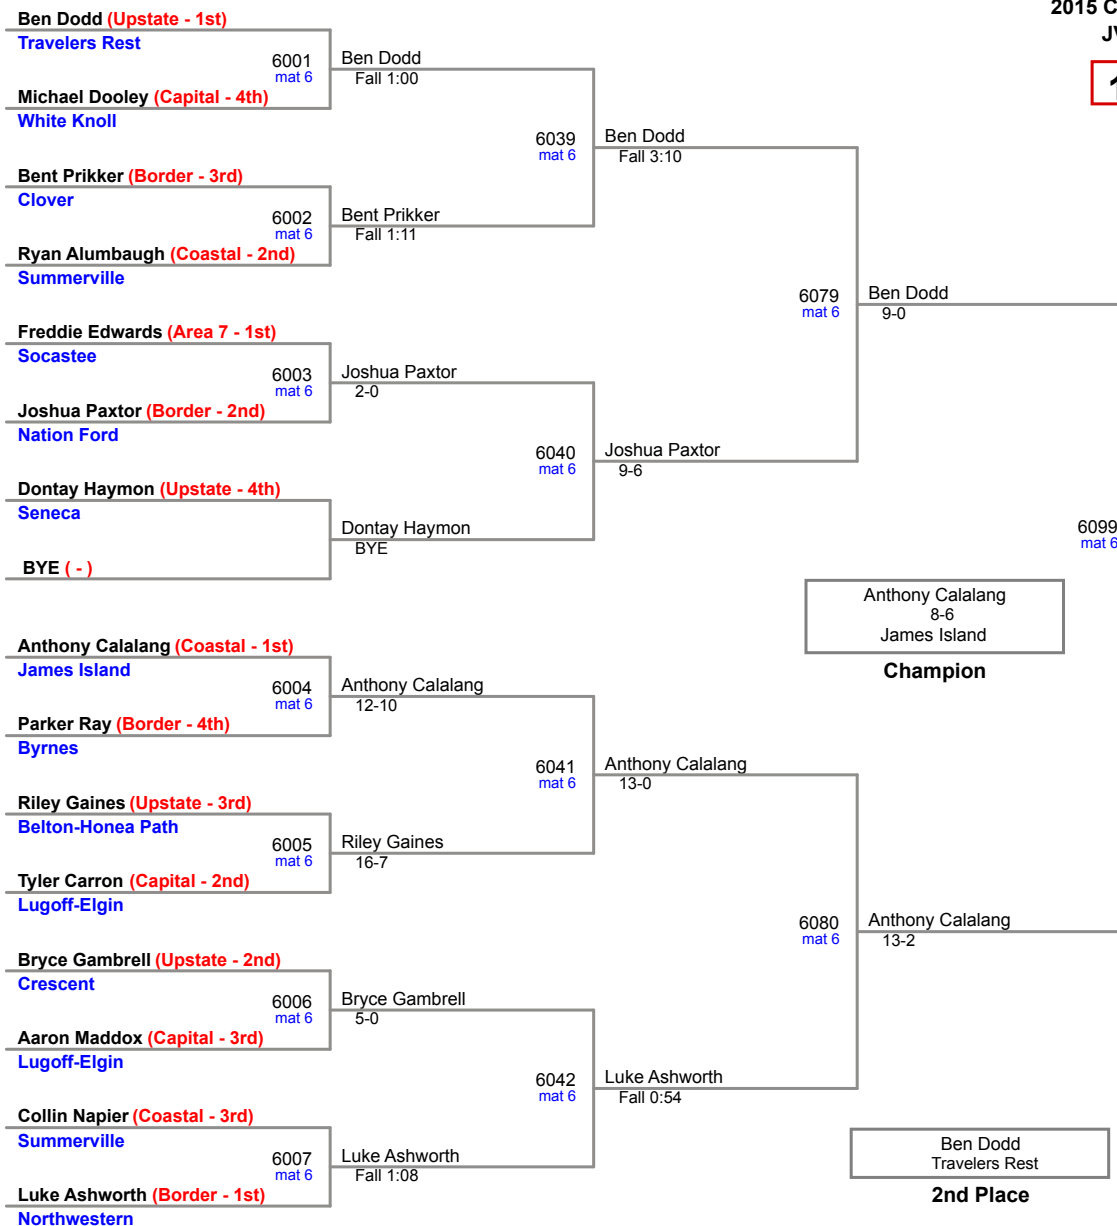 2015 C
JV
1
Ben Dodd (Upstate - 1st)
Travelers Rest
6001
mat 6
Michael Dooley (Capital - 4th)
White Knoll
Ben Dodd
Fall 1:00
6039
mat 6
Bent Prikker (Border - 3rd)
Clover
6002
mat 6
Ryan Alumbaugh (Coastal - 2nd)
Summerville
Bent Prikker
Fall 1:11
Ben Dodd
Fall 3:10
6079
mat 6
Freddie Edwards (Area 7 - 1st)
Socastee
6003
mat 6
Joshua Paxtor (Border - 2nd)
Nation Ford
Joshua Paxtor
2-0
6040
mat 6
Dontay Haymon (Upstate - 4th)
Seneca
BYE ( - )
Dontay Haymon
BYE
Joshua Paxtor
9-6
Ben Dodd
9-0
6099
mat 6
Anthony Calalang
8-6
James Island
Champion
Anthony Calalang (Coastal - 1st)
James Island
6004
mat 6
Parker Ray (Border - 4th)
Byrnes
Anthony Calalang
12-10
6041
mat 6
Riley Gaines (Upstate - 3rd)
Belton-Honea Path
6005
mat 6
Tyler Carron (Capital - 2nd)
Lugoff-Elgin
Riley Gaines
16-7
Anthony Calalang
13-0
6080
mat 6
Bryce Gambrell (Upstate - 2nd)
Crescent
6006
mat 6
Aaron Maddox (Capital - 3rd)
Lugoff-Elgin
Bryce Gambrell
5-0
6042
mat 6
Collin Napier (Coastal - 3rd)
Summerville
6007
mat 6
Luke Ashworth (Border - 1st)
Northwestern
Luke Ashworth
Fall 1:08
Luke Ashworth
Fall 0:54
Anthony Calalang
13-2
Ben Dodd
Travelers Rest
2nd Place